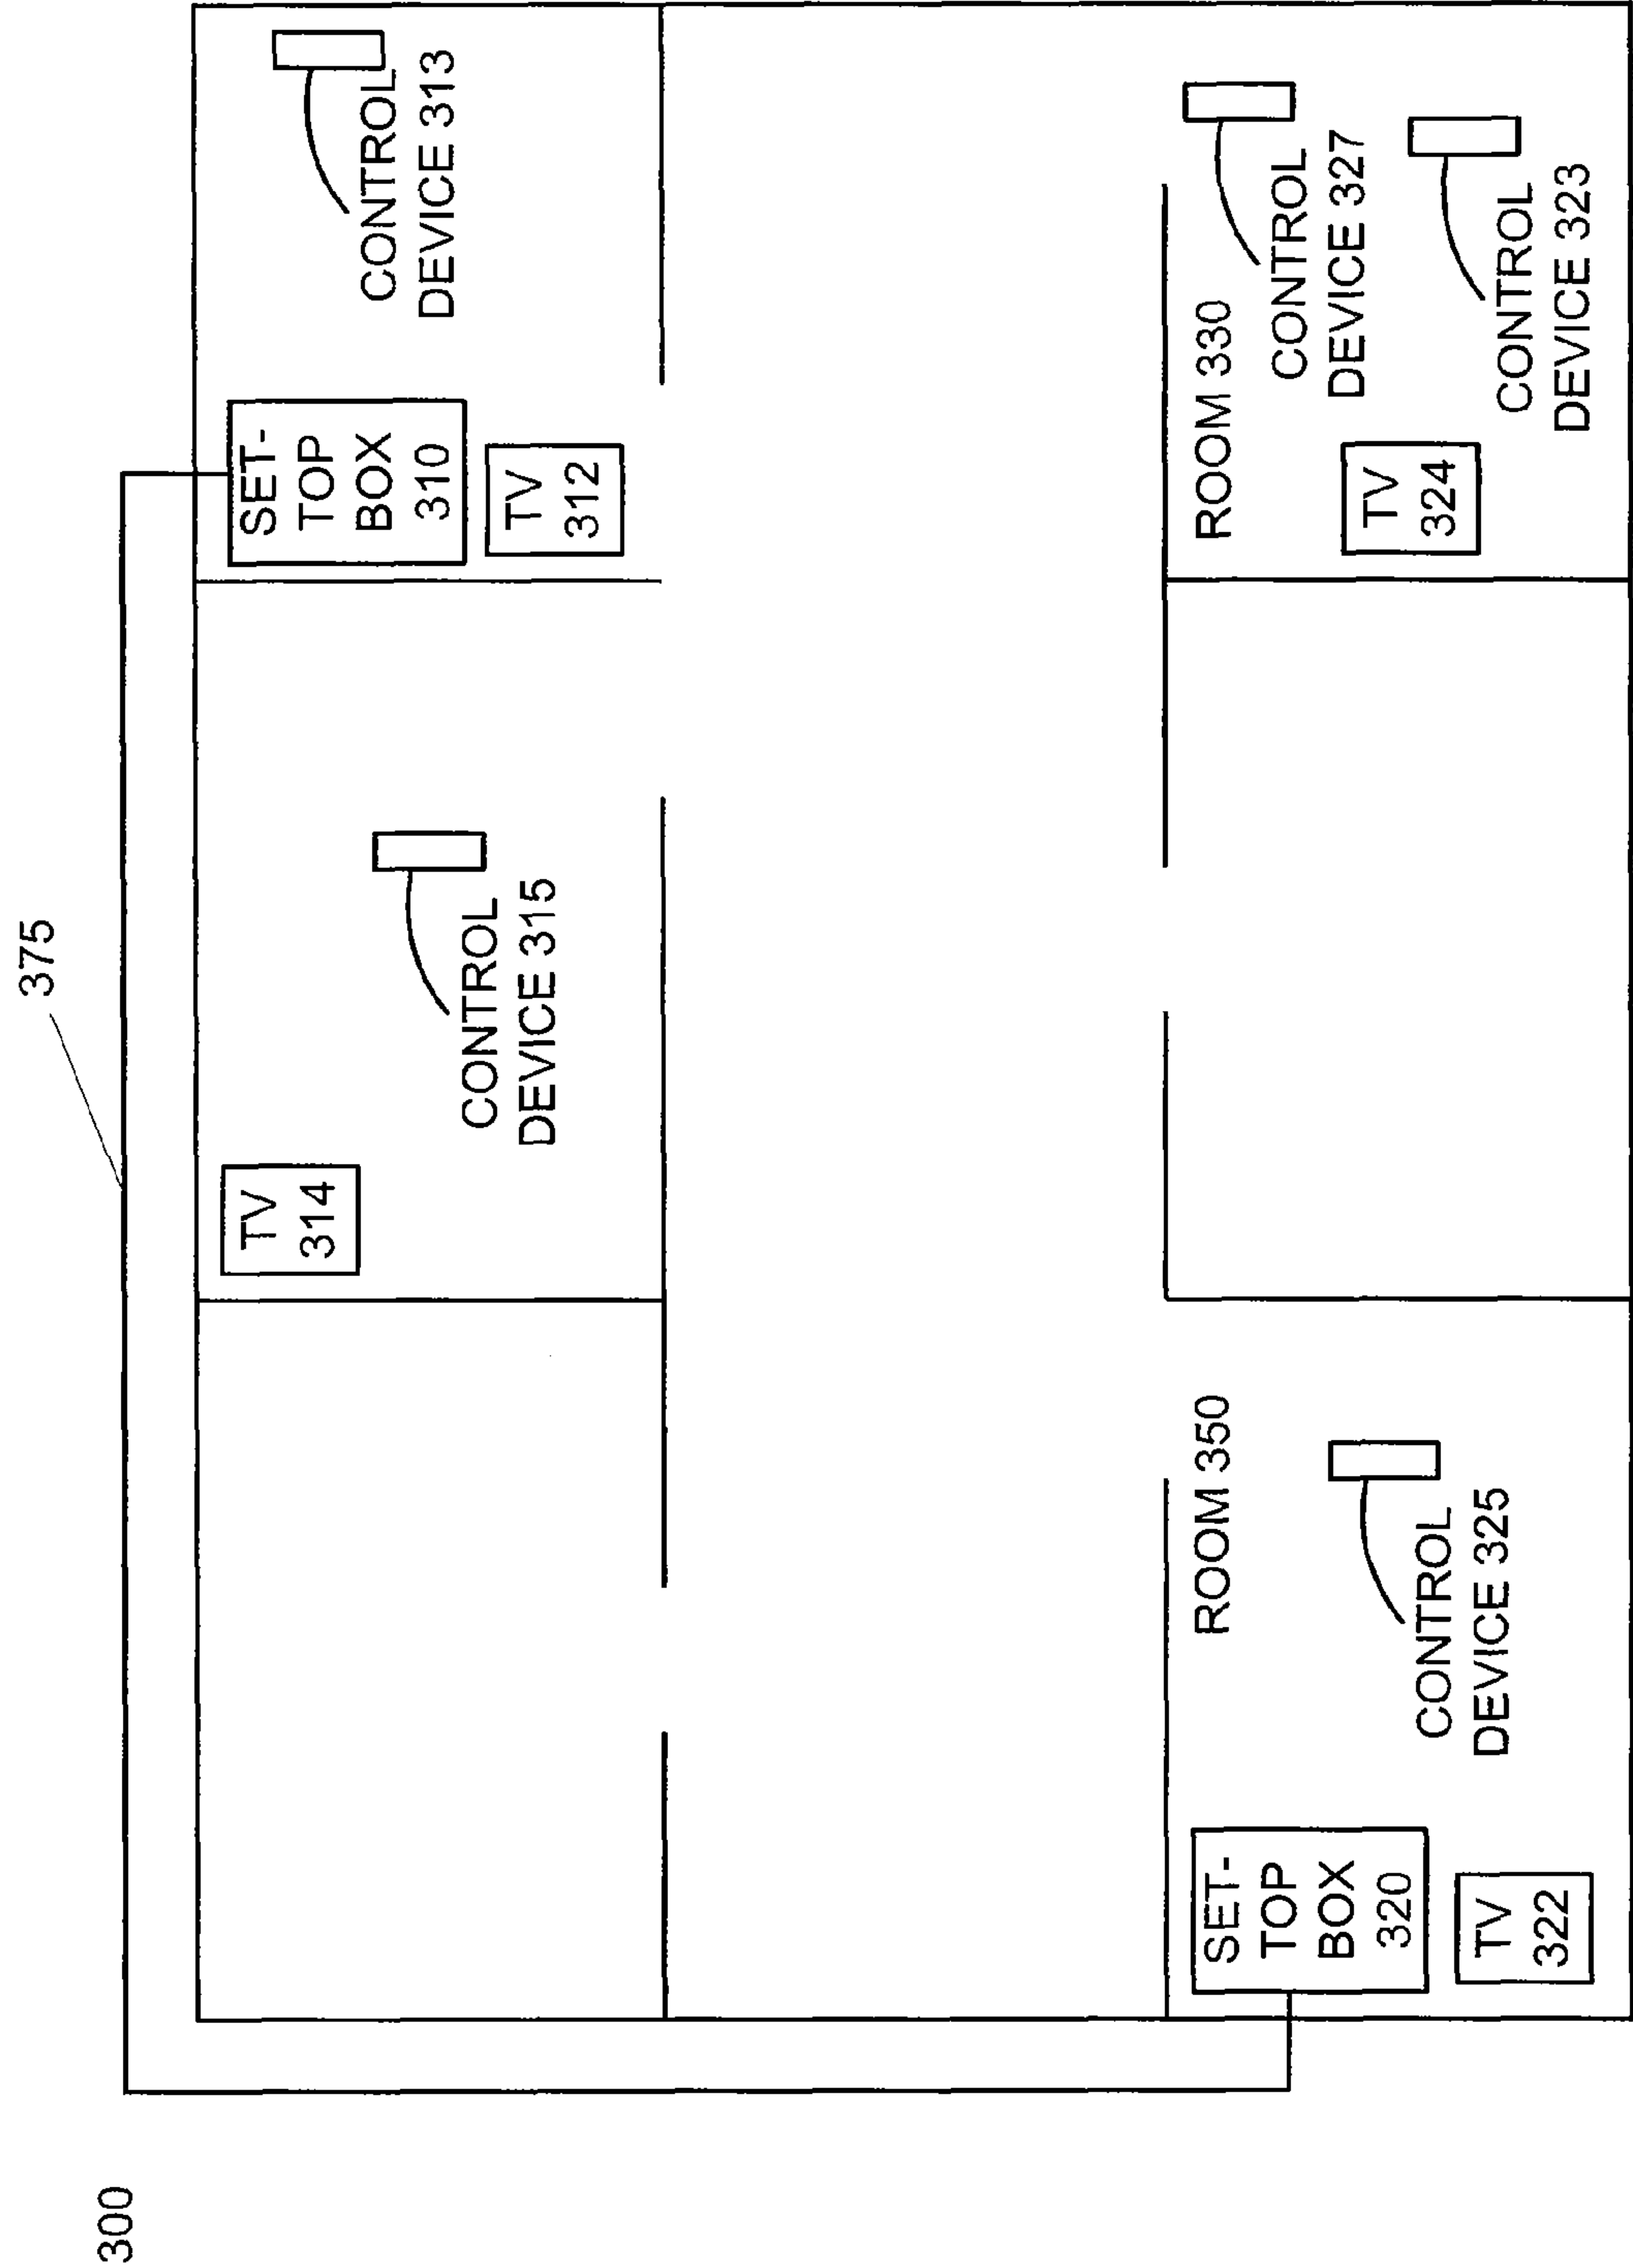 375
300
TV
314
CONTROL
DEVICE 315
SET-
TOP
BOX
310
TV
312
CONTROL
DEVICE 313
ROOM 350
SET-
TOP
BOX
320
TV
322
CONTROL
DEVICE 325
ROOM 330
TV
324
CONTROL
DEVICE 327
CONTROL
DEVICE 323